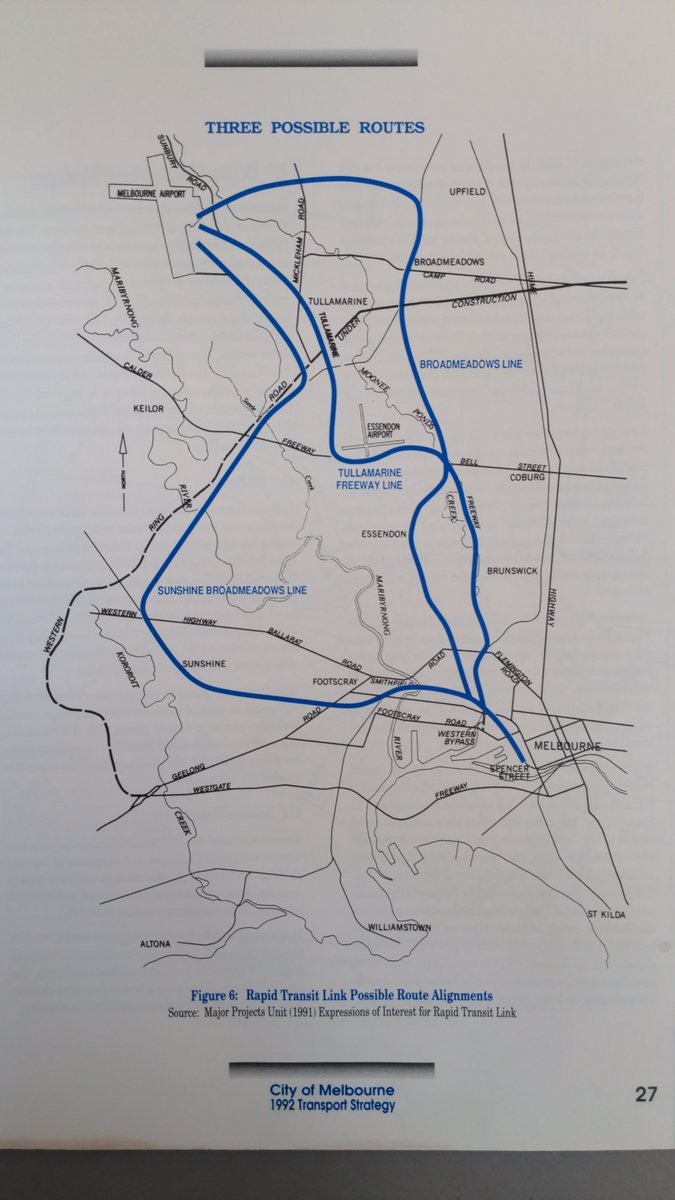 THREE POSSIBLE ROUTES
SUNBURY
ROAD
MELBOURNE AIRPORT
UPFIELD
MICKLEHAM ROAD
BROADMEADOWS
CAMP ROAD
HUME
HIGHWAY
MARIBYRNONG
RIVER
TULLAMARINE
TULLAMARINE
UNDER CONSTRUCTION
BROADMEADOWS LINE
MOONEE
PONDS
CREEK
CALDER
FREEWAY
KEILOR
ROAD
Creek
ESSENDON
AIRPORT
NORTH
TULLAMARINE
FREEWAY LINE
BELL STREET
COBURG
FREEWAY
RING
ESSENDON
BRUNSWICK
MARIBYRNONG
RIVER
SUNSHINE BROADMEADOWS LINE
WESTERN
WESTERN HIGHWAY
BALLARAT ROAD
KOROROIT
CREEK
SUNSHINE
FOOTSCRAY
SMITHFIELD
ROAD
FLEMINGTON
ROAD
ROAD
FOOTSCRAY ROAD
WESTERN
BYPASS
MELBOURNE
SPENCER
STREET
GEELONG
WESTGATE
FREEWAY
WILLIAMSTOWN
ST KILDA
ALTONA
Figure 6: Rapid Transit Link Possible Route Alignments
Source: Major Projects Unit (1991) Expressions of Interest for Rapid Transit Link
City of Melbourne
1992 Transport Strategy
27